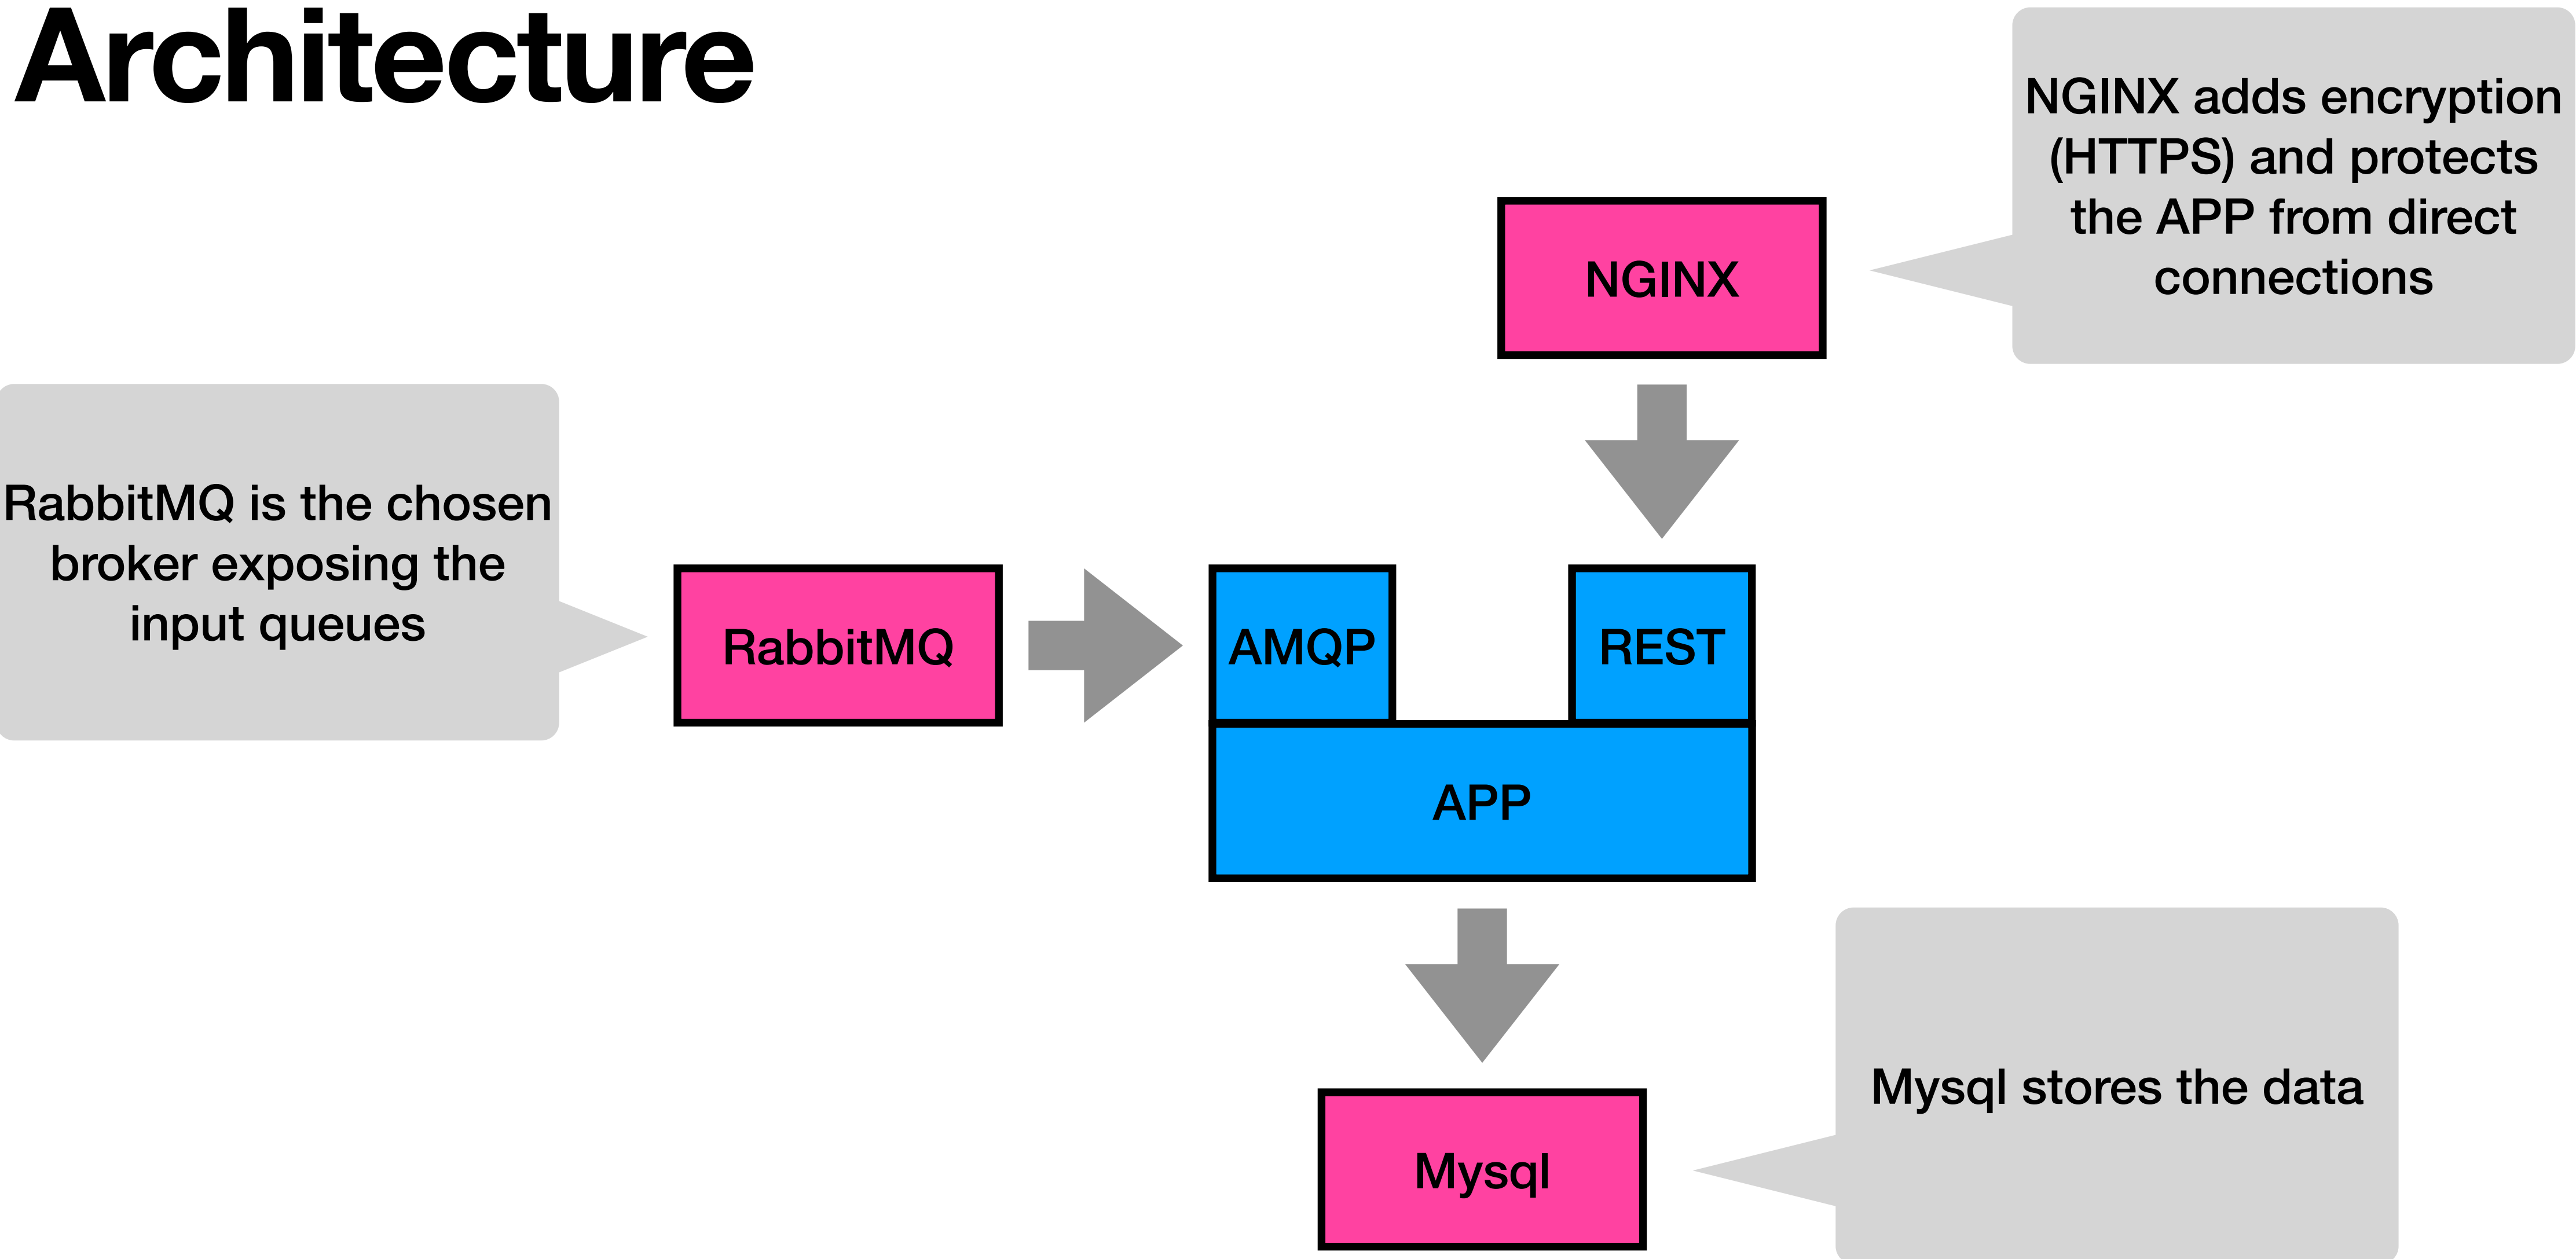 Architecture
NGINX adds encryption
(HTTPS) and protects
the APP from direct
connections
NGINX
RabbitMQ is the chosen
broker exposing the
input queues
RabbitMQ
AMQP
REST
APP
Mysql stores the data
Mysql